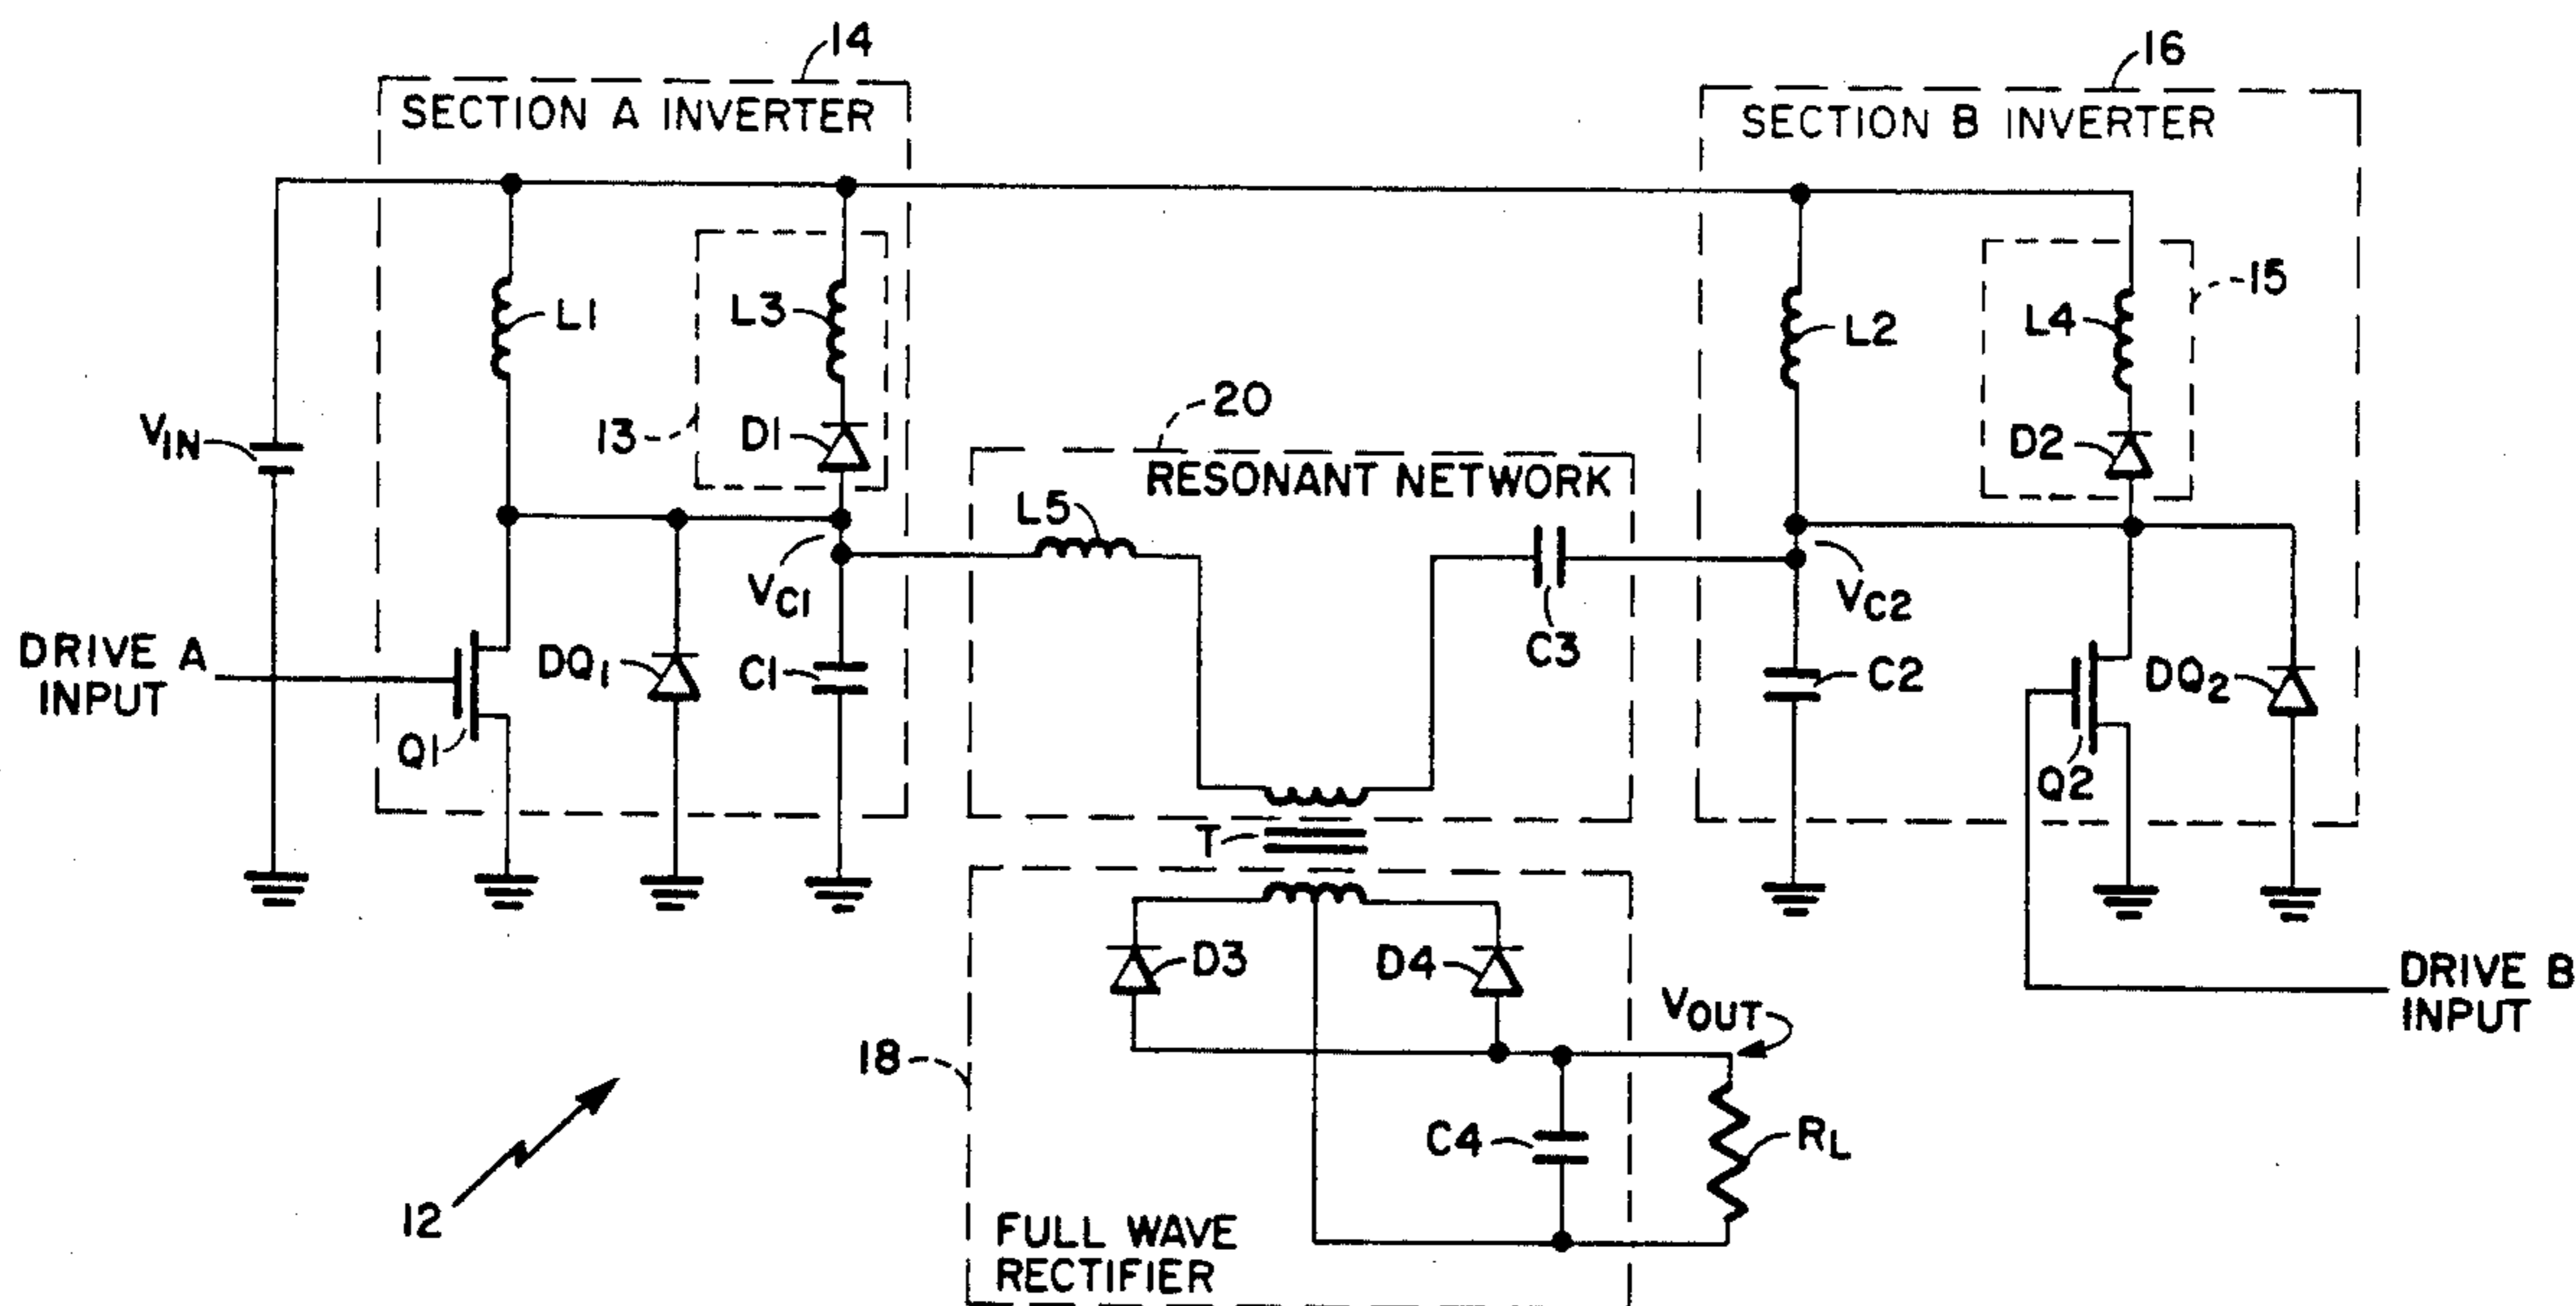 14
SECTION A INVERTER
16
SECTION B INVERTER
L1
L3
D1
13
VIN
L2
L4
D2
15
20
RESONANT NETWORK
L5
C3
VC1
VC2
DRIVE A
INPUT
Q1
DQ1
C1
C2
Q2
DQ2
T
D3
D4
VOUT
DRIVE B
INPUT
18
C4
RL
12
FULL WAVE
RECTIFIER